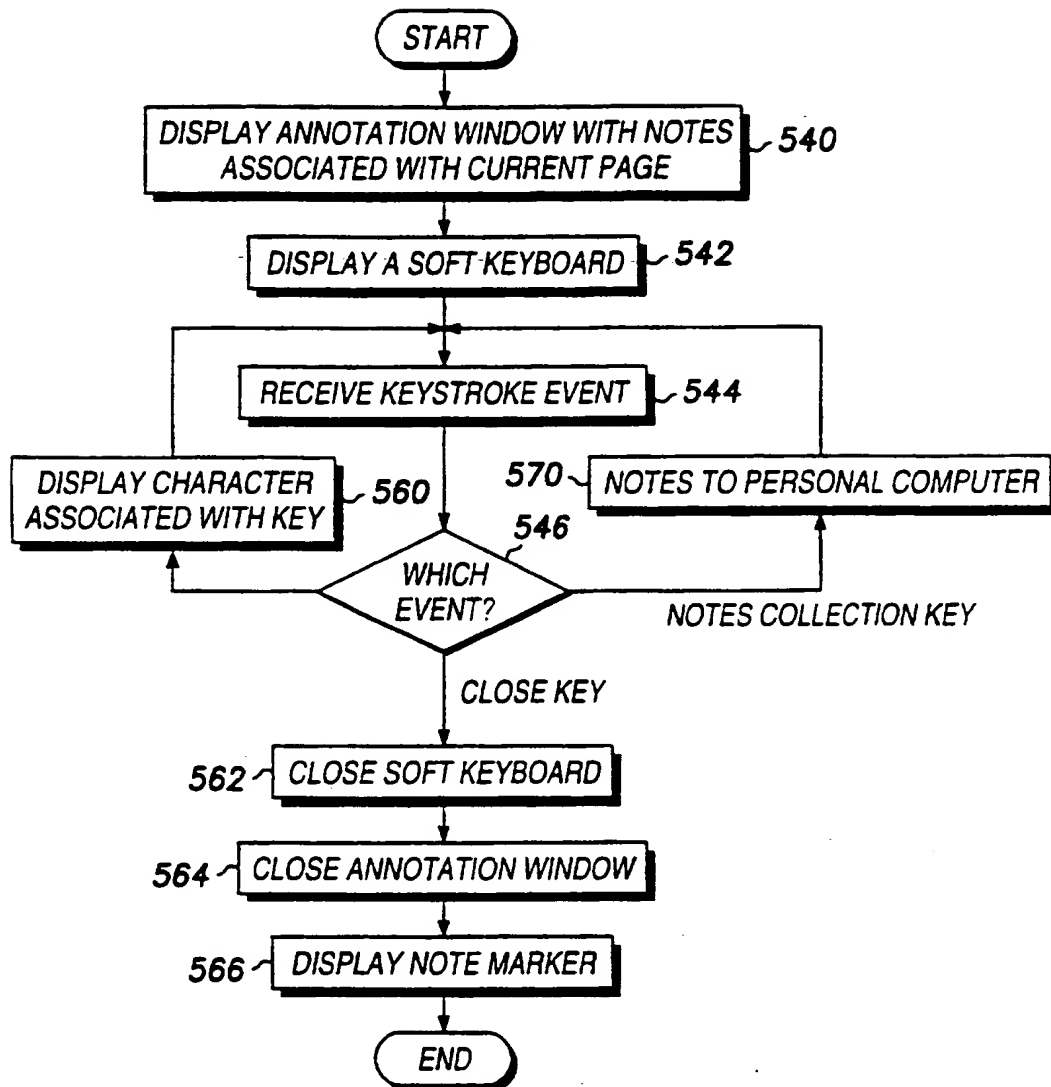 START
DISPLAY ANNOTATION WINDOW WITH NOTES
ASSOCIATED WITH CURRENT PAGE
540
DISPLAY A SOFT KEYBOARD
542
RECEIVE KEYSTROKE EVENT
544
DISPLAY CHARACTER
ASSOCIATED WITH KEY
560
570
NOTES TO PERSONAL COMPUTER
546
WHICH
EVENT?
NOTES COLLECTION KEY
CLOSE KEY
562
CLOSE SOFT KEYBOARD
564
CLOSE ANNOTATION WINDOW
566
DISPLAY NOTE MARKER
END